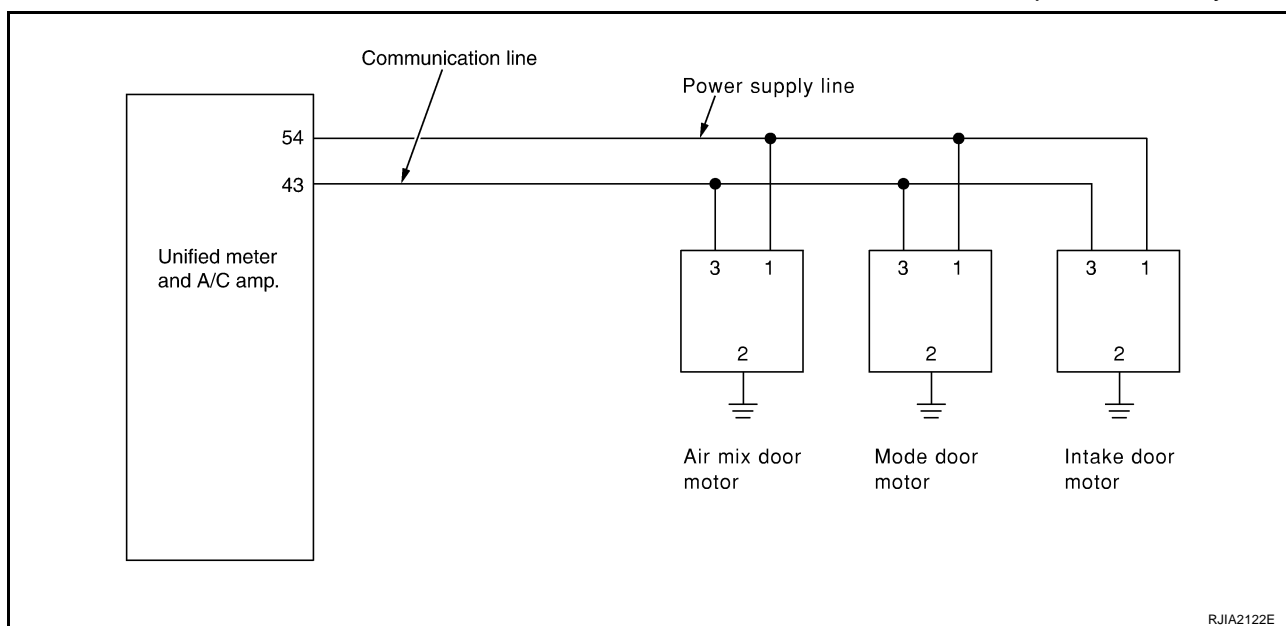 Communication line
Power supply line
54
43
Unified meter
and A/C amp.
3 1
3 1
3 1
2
2
2
Air mix door
motor
Mode door
motor
Intake door
motor
RJIA2122E